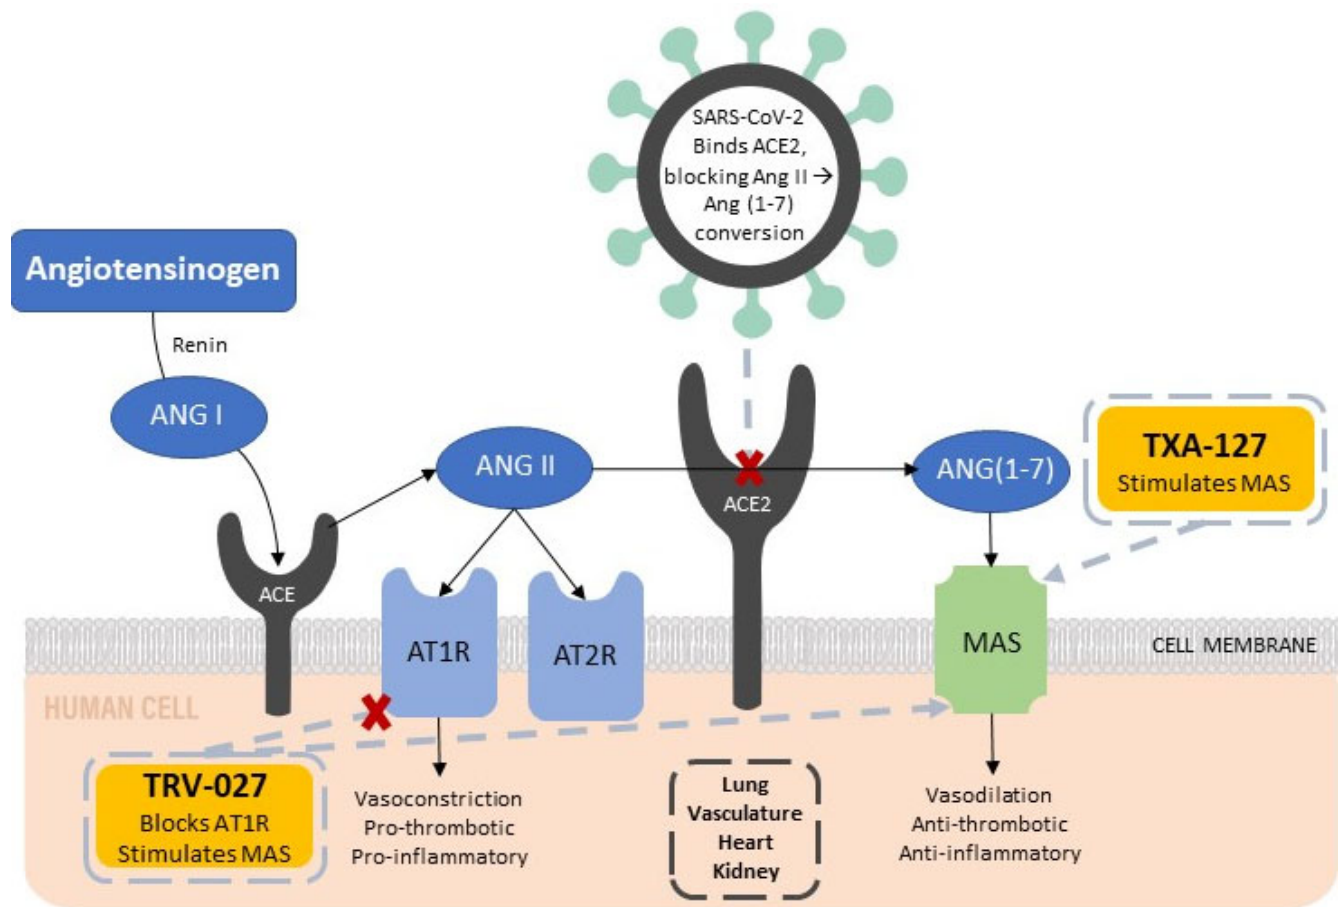 SARS-CoV-2
Binds ACE2,
blocking Ang II →
Ang (1-7)
conversion
Angiotensinogen
Renin
ANG I
ANG II
ANG(1-7)
TXA-127
Stimulates MAS
ACE
ACE2
AT1R
AT2R
MAS
CELL MEMBRANE
HUMAN CELL
TRV-027
Blocks AT1R
Stimulates MAS
Vasoconstriction
Pro-thrombotic
Pro-inflammatory
Lung
Vasculature
Heart
Kidney
Vasodilation
Anti-thrombotic
Anti-inflammatory